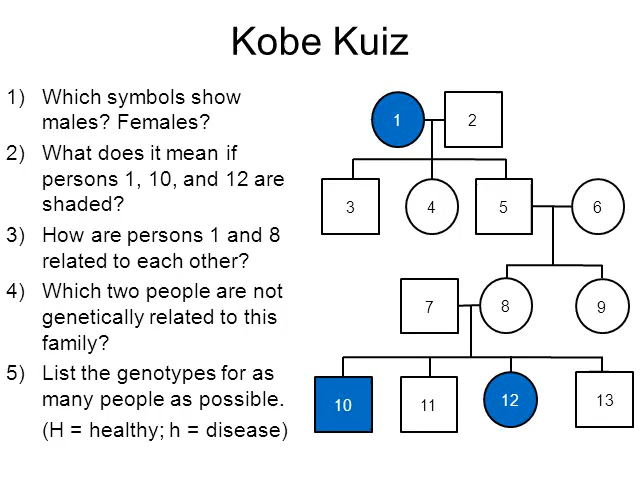 Kobe Kuiz
1) Which symbols show
males? Females?
2) What does it mean if
persons 1, 10, and 12 are
shaded?
3) How are persons 1 and 8
related to each other?
4) Which two people are not
genetically related to this
family?
5) List the genotypes for as
many people as possible.
(H = healthy; h = disease)
1 2
3 4 5 6
7 8 9
10 11 12 13